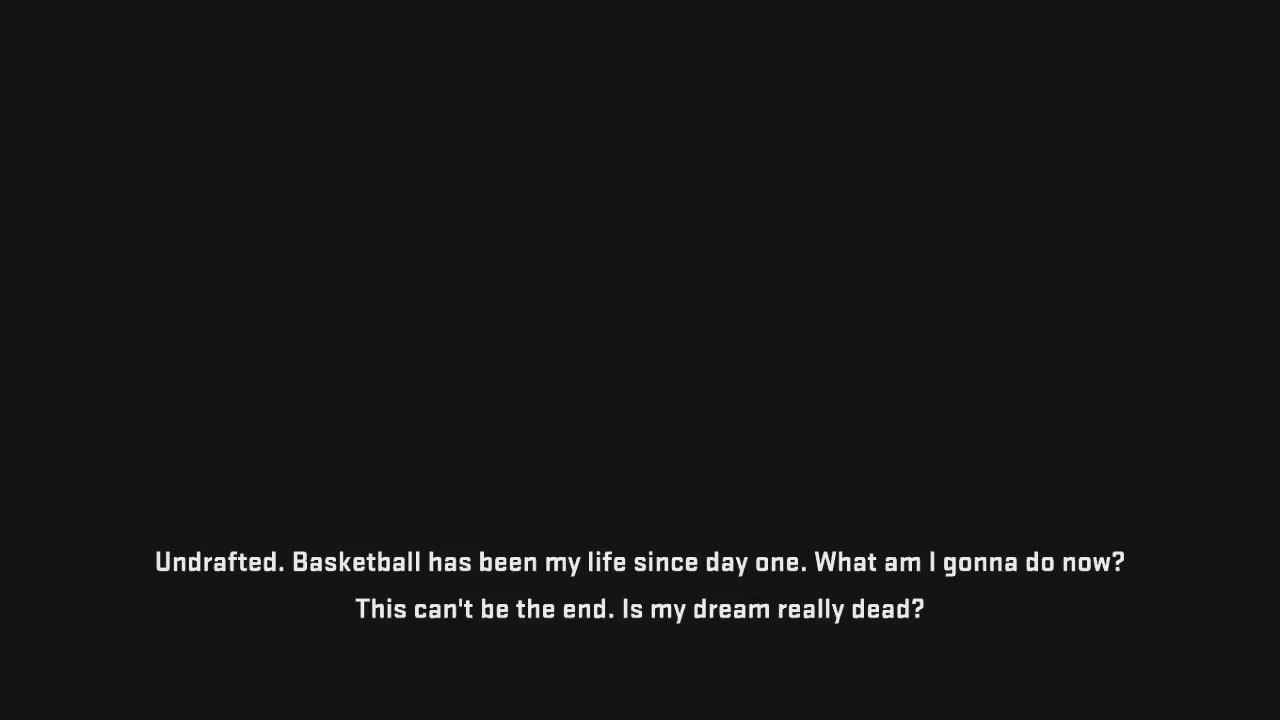 Undrafted. Basketball has been my life since day one. What am I gonna do now?
This can't be the end. Is my dream really dead?